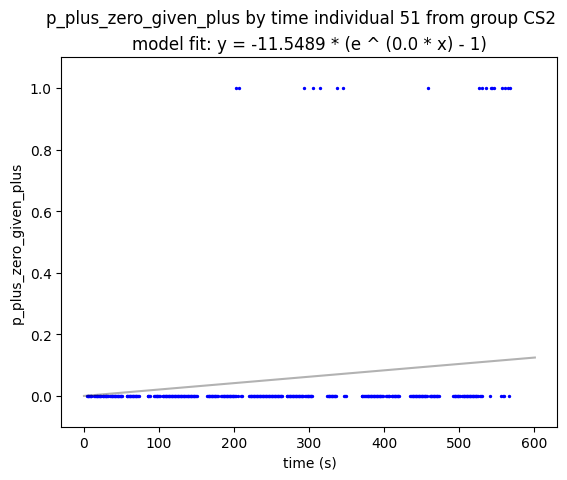 p_plus_zero_given_plus by time individual 51 from group CS2
model fit: y = -11.5489 * (e ^ (0.0 * x) - 1)
1.0
0.8
0.6
0.4
0.2
0.0
p_plus_zero_given_plus
0 100 200 300 400 500 600
time (s)